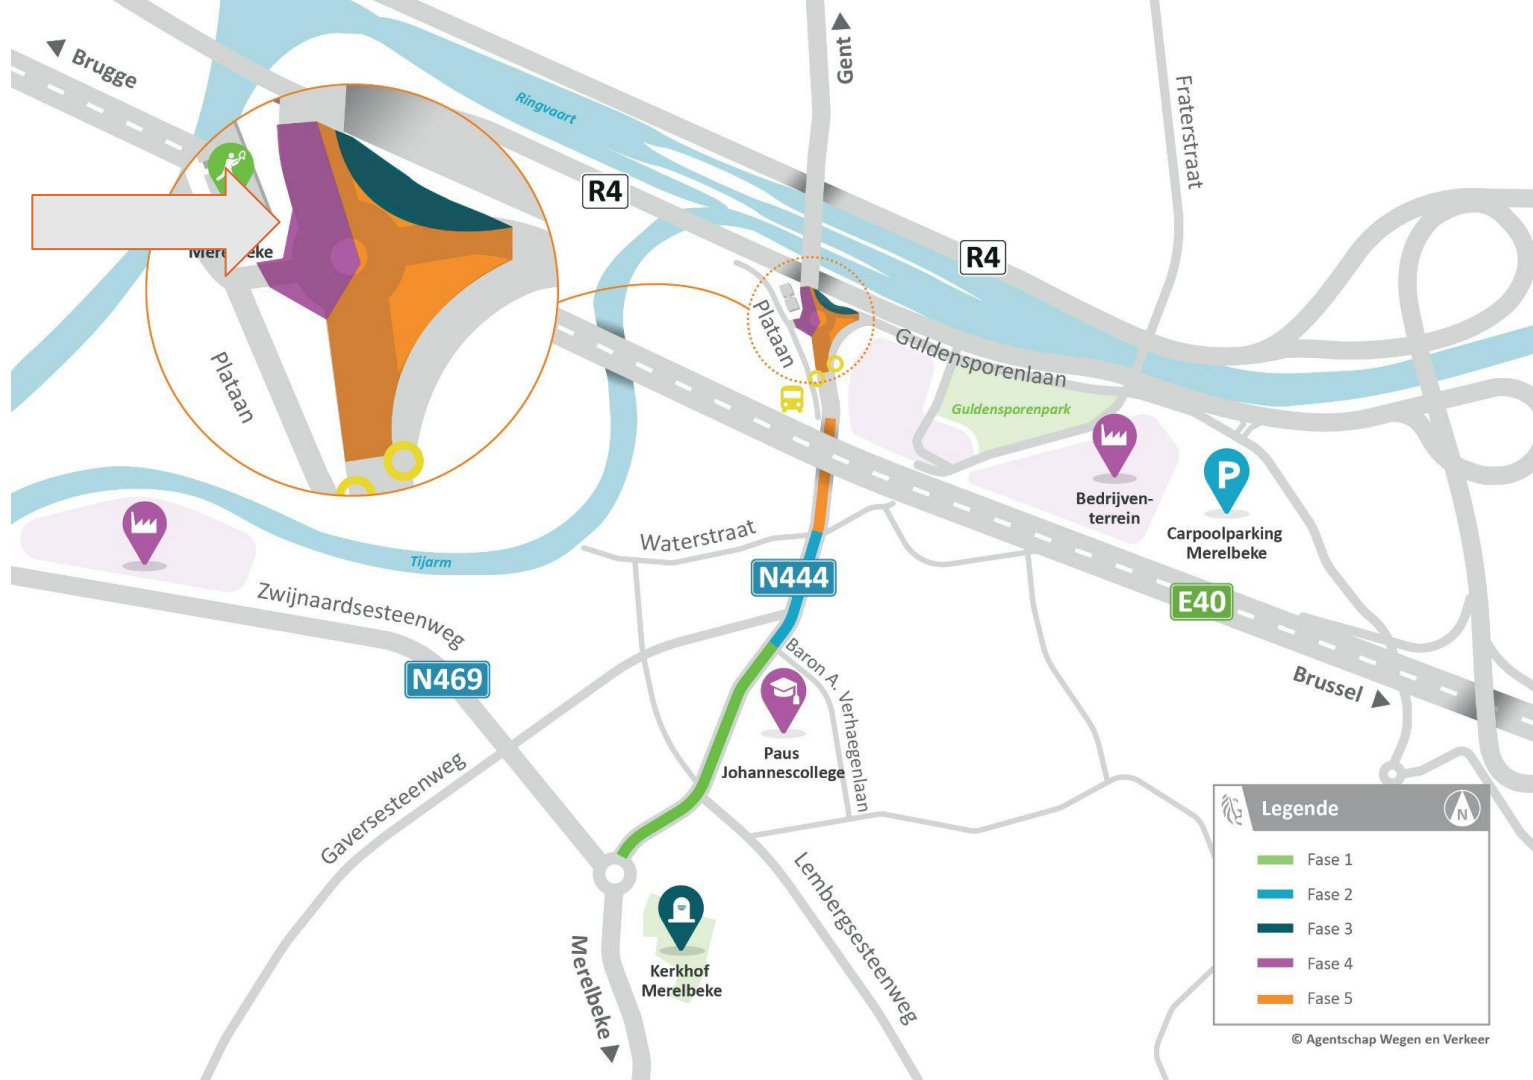 Brugge
Gent
Ringvaart
Fraterstraat
R4
R4
Plataan
Plataan
Guldensporenlaan
Guldensporenpark
Bedrijven-
terrein
P
Carpoolparking
Merelbeke
Waterstraat
Tijarm
N444
E40
Zwijnaardsesteenweg
N469
Brussel
Baron A. Verhaegenlaan
Paus
Johannescollege
Gaversesteenweg
Lembergsesteenweg
Kerkhof
Merelbeke
Merelbeke
Legende
N
Fase 1
Fase 2
Fase 3
Fase 4
Fase 5
© Agentschap Wegen en Verkeer